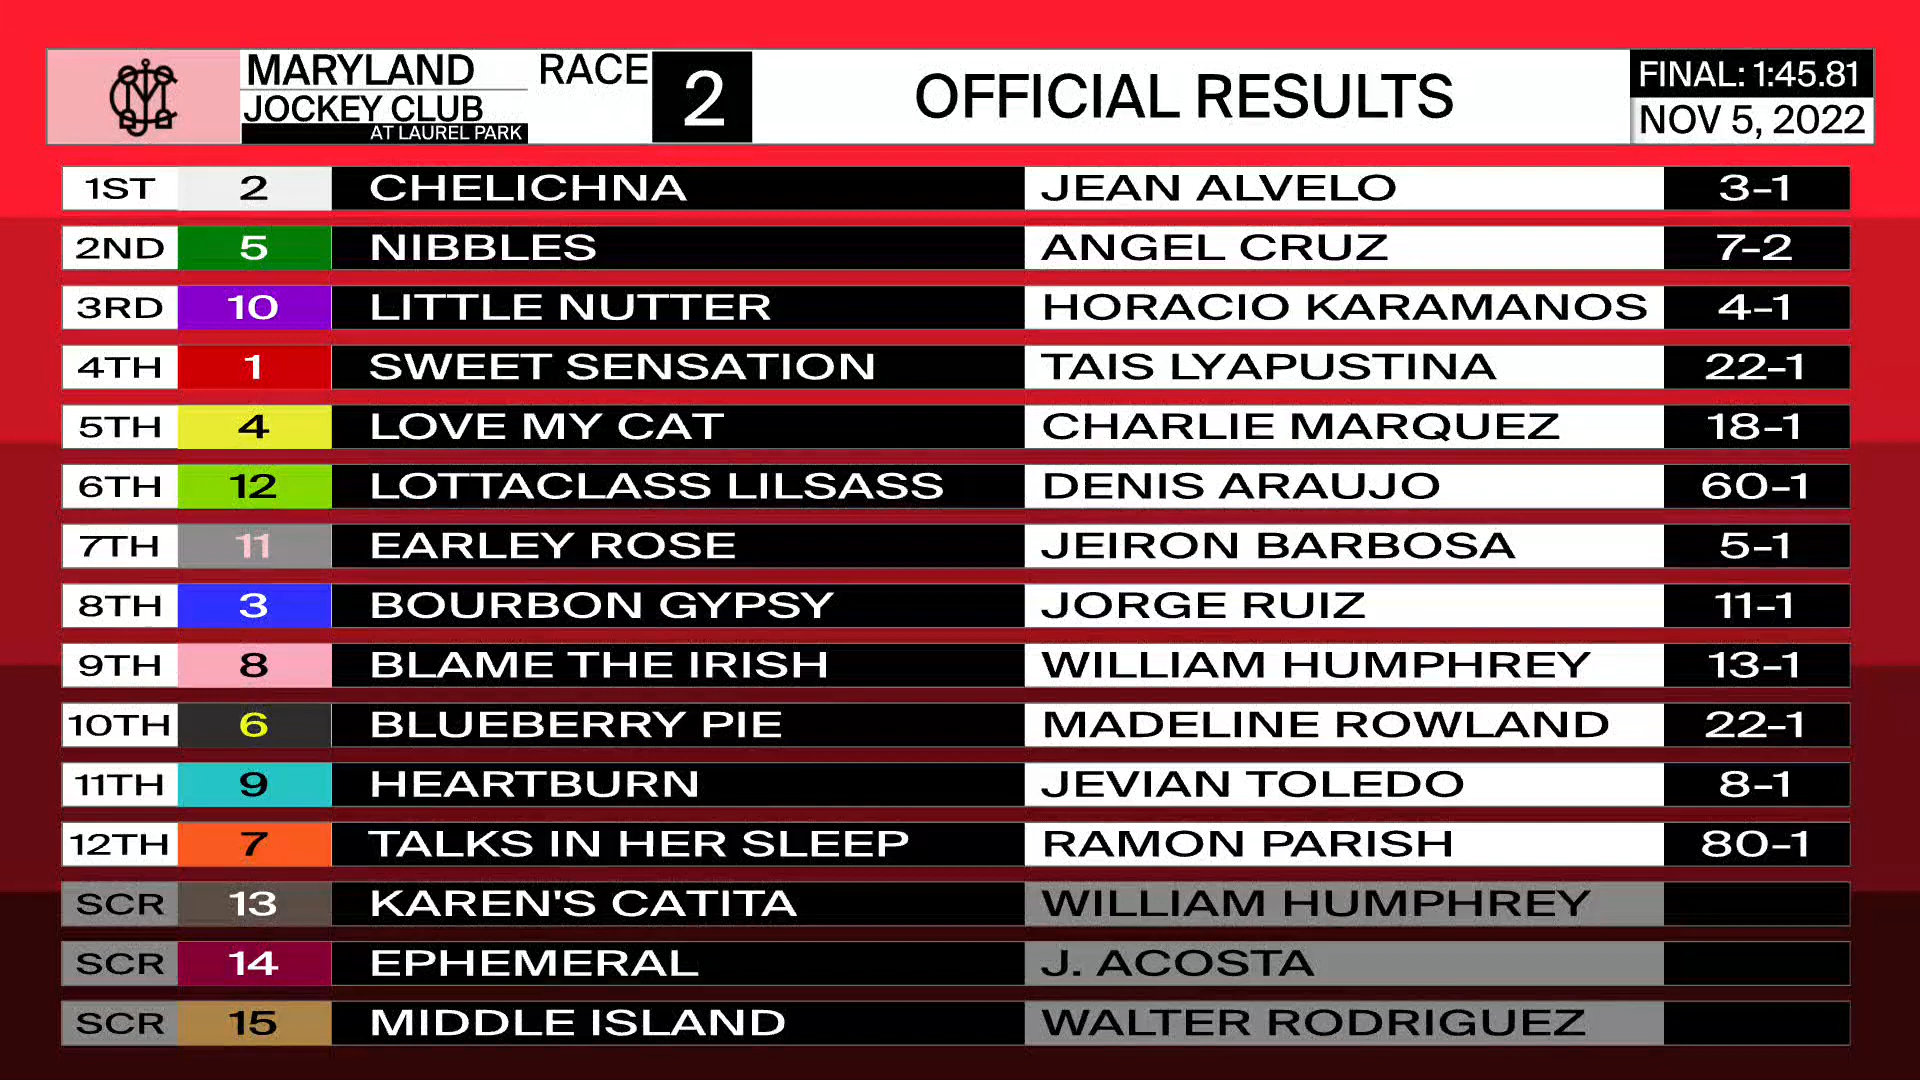 MARYLAND
JOCKEY CLUB
AT LAUREL PARK
RACE 2
OFFICIAL RESULTS
FINAL: 1:45.81
NOV 5, 2022
1ST 2 CHELICHNA JEAN ALVELO 3-1
2ND 5 NIBBLES ANGEL CRUZ 7-2
3RD 10 LITTLE NUTTER HORACIO KARAMANOS 4-1
4TH 1 SWEET SENSATION TAIS LYAPUSTINA 22-1
5TH 4 LOVE MY CAT CHARLIE MARQUEZ 18-1
6TH 12 LOTTACLASS LILSASS DENIS ARAUJO 60-1
7TH 11 EARLEY ROSE JEIRON BARBOSA 5-1
8TH 3 BOURBON GYPSY JORGE RUIZ 11-1
9TH 8 BLAME THE IRISH WILLIAM HUMPHREY 13-1
10TH 6 BLUEBERRY PIE MADELINE ROWLAND 22-1
11TH 9 HEARTBURN JEVIAN TOLEDO 8-1
12TH 7 TALKS IN HER SLEEP RAMON PARISH 80-1
SCR 13 KAREN'S CATITA WILLIAM HUMPHREY
SCR 14 EPHEMERAL J. ACOSTA
SCR 15 MIDDLE ISLAND WALTER RODRIGUEZ